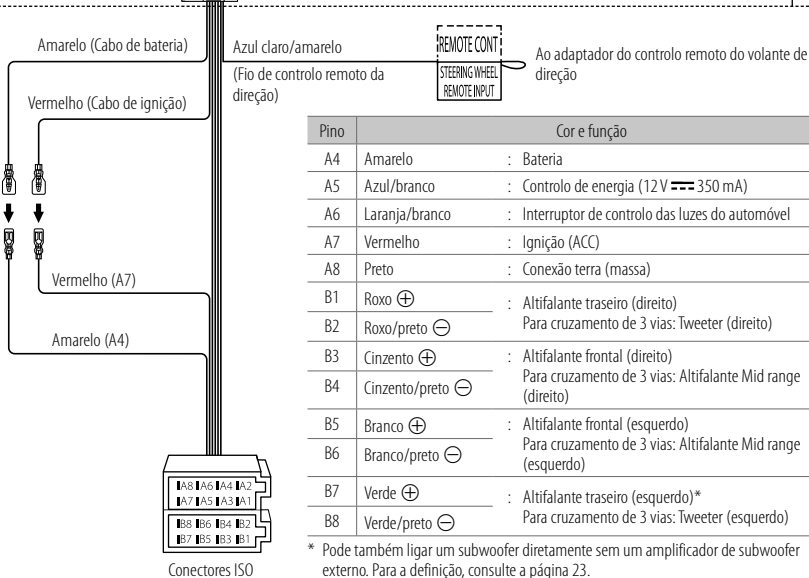 Amarelo (Cabo de bateria)
Vermelho (Cabo de ignição)
Azul claro/amarelo
(Fio de controlo remoto da
direção)
REMOTE CONT
STEERING WHEEL
REMOTE INPUT
Ao adaptador do controlo remoto do volante de
direção
Vermelho (A7)
Amarelo (A4)
A8 A6 A4 A2
A7 A5 A3 A1
B8 B6 B4 B2
B7 B5 B3 B1
Conectores ISO
Pino Cor e função
A4 Amarelo : Bateria
A5 Azul/branco : Controlo de energia (12 V ⎓ 350 mA)
A6 Laranja/branco : Interruptor de controlo das luzes do automóvel
A7 Vermelho : Ignição (ACC)
A8 Preto : Conexão terra (massa)
B1 Roxo ⊕
B2 Roxo/preto ⊖
: Altifalante traseiro (direito)
Para cruzamento de 3 vias: Tweeter (direito)
B3 Cinzento ⊕
B4 Cinzento/preto ⊖
: Altifalante frontal (direito)
Para cruzamento de 3 vias: Altifalante Mid range
(direito)
B5 Branco ⊕
B6 Branco/preto ⊖
: Altifalante frontal (esquerdo)
Para cruzamento de 3 vias: Altifalante Mid range
(esquerdo)
B7 Verde ⊕
B8 Verde/preto ⊖
: Altifalante traseiro (esquerdo)*
Para cruzamento de 3 vias: Tweeter (esquerdo)
* Pode também ligar um subwoofer diretamente sem um amplificador de subwoofer
externo. Para a definição, consulte a página 23.